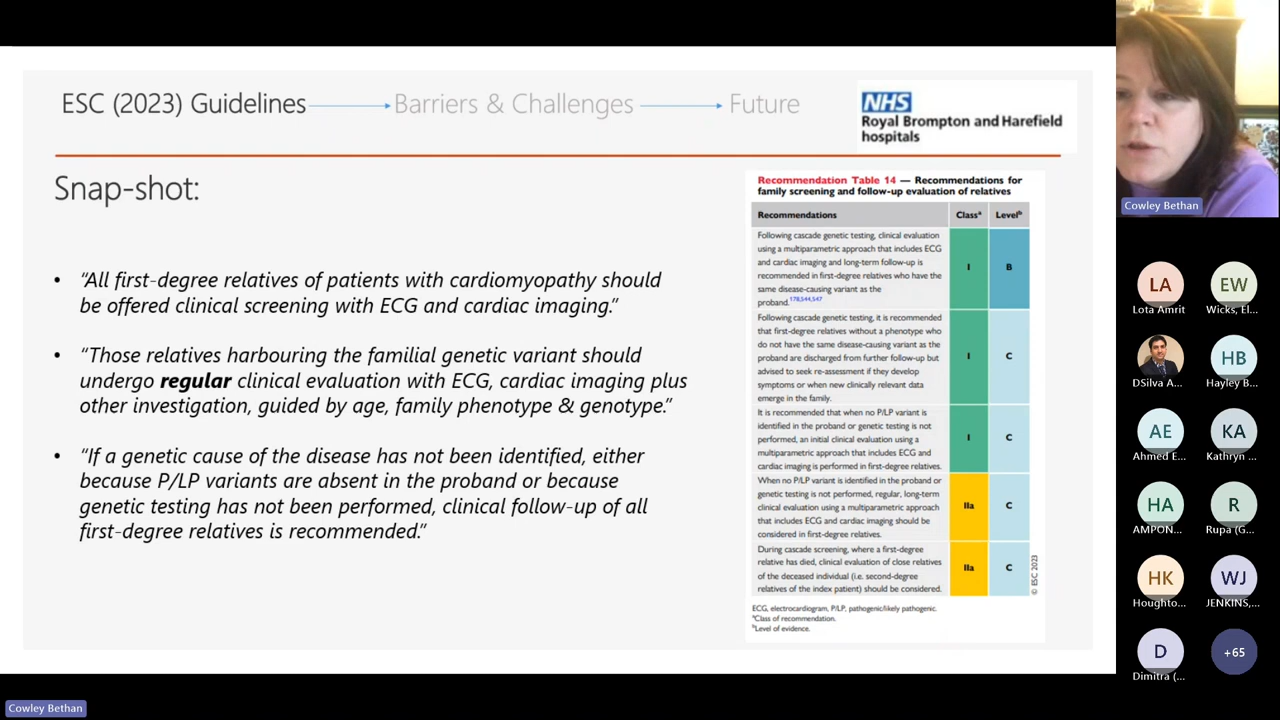 ESC (2023) Guidelines
Barriers & Challenges
Future
NHS
Royal Brompton and Harefield
hospitals
Snap-shot:
• “All first-degree relatives of patients with cardiomyopathy should
be offered clinical screening with ECG and cardiac imaging.”
• “Those relatives harbouring the familial genetic variant should
undergo regular clinical evaluation with ECG, cardiac imaging plus
other investigation, guided by age, family phenotype & genotype.”
• “If a genetic cause of the disease has not been identified, either
because P/LP variants are absent in the proband or because
genetic testing has not been performed, clinical follow-up of all
first-degree relatives is recommended.”
Recommendation Table 14 — Recommendations for
family screening and follow-up evaluation of relatives
Recommendations Classᵃ Levelᵇ
Following cascade genetic testing, clinical evaluation
using a multiparametric approach that includes ECG
and cardiac imaging and long-term follow-up is
recommended in first-degree relatives who have the
same disease-causing variant as the
proband.178,544,547
I B
Following cascade genetic testing, it is recommended
that first-degree relatives without a phenotype who
do not have the same disease-causing variant as the
proband are discharged from further follow-up but
advised to seek re-assessment if they develop
symptoms or when new clinically relevant data
emerge in the family.
I C
It is recommended that when no P/LP variant is
identified in the proband or genetic testing is not
performed, an initial clinical evaluation using a
multiparametric approach that includes ECG and
cardiac imaging is performed in first-degree relatives.
I C
When no P/LP variant is identified in the proband or
genetic testing is not performed, regular, long-term
clinical evaluation using a multiparametric approach
that includes ECG and cardiac imaging should be
considered in first-degree relatives.
IIa C
During cascade screening, where a first-degree
relative has died, clinical evaluation of close relatives
of the deceased individual (i.e. second-degree
relatives of the index patient) should be considered.
IIa C
© ESC 2023
ECG, electrocardiogram, P/LP, pathogenic/likely pathogenic.
ᵃClass of recommendation.
ᵇLevel of evidence.
Cowley Bethan
LA
Lota Amrit
EW
Wicks, El...
DSilva A...
HB
Hayley B...
AE
Ahmed E...
KA
Kathryn ...
HA
AMPON...
R
Rupa (G...
HK
Houghto...
WJ
JENKINS,...
D
Dimitra (...
+65
Cowley Bethan